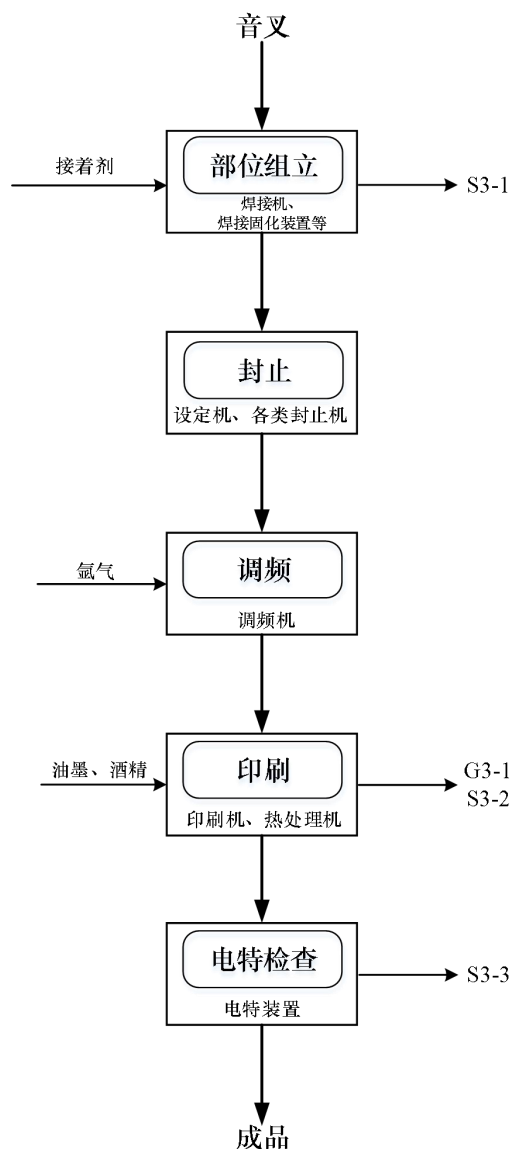 音叉
接着剂
部位组立
焊接机、
焊接固化装置等
S3-1
封止
设定机、各类封止机
氩气
调频
调频机
油墨、酒精
印刷
印刷机、热处理机
G3-1
S3-2
电特检查
电特装置
S3-3
成品